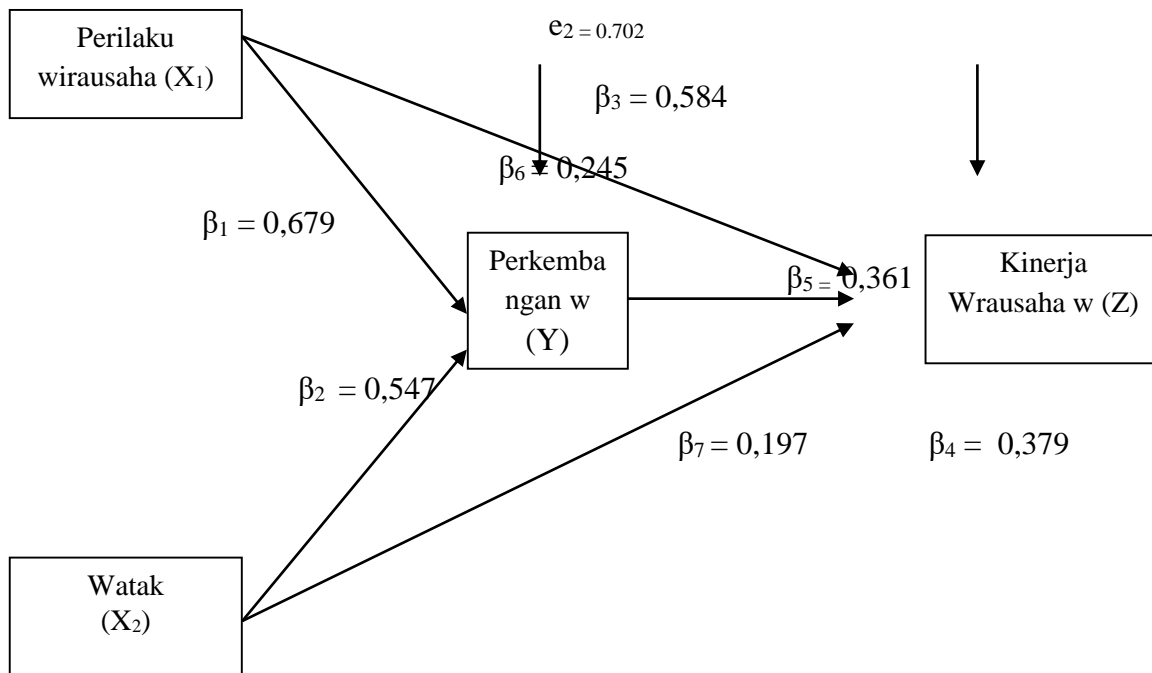 Perilaku
wirausaha (X₁)
e₂ = 0.702
β₃ = 0,584
β₆ = 0,245
β₁ = 0,679
Perkemba
ngan w
(Y)
β₅ = 0,361
Kinerja
Wrausaha w (Z)
β₂ = 0,547
β₇ = 0,197
β₄ = 0,379
Watak
(X₂)